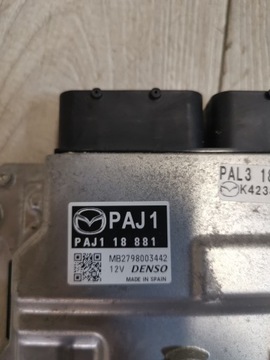 PAL3 18
K423
PAJ1
PAJ1 18 881
MB2798003442
12V DENSO
MADE IN SPAIN